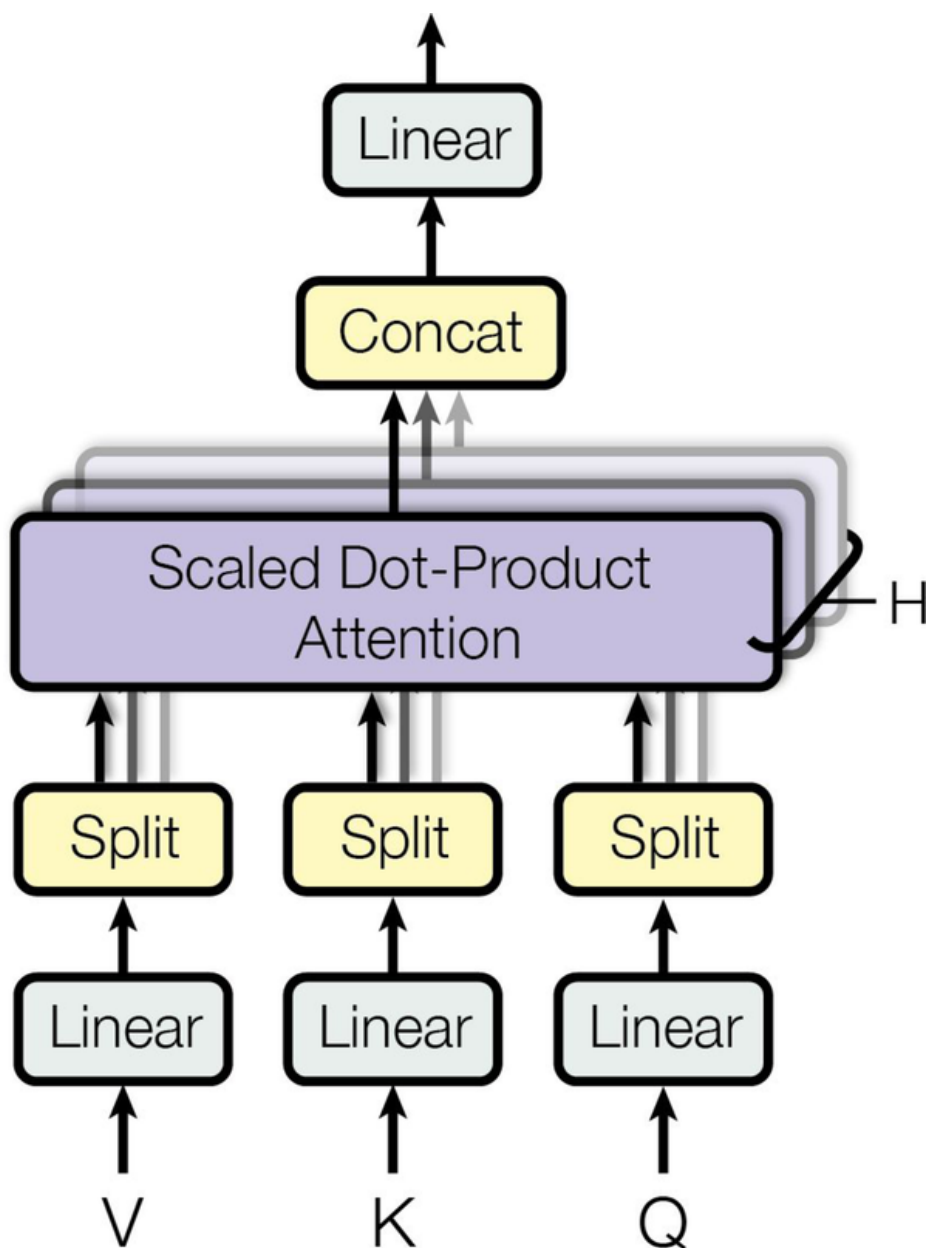 Linear
Concat
Scaled Dot-Product
Attention
H
Split Split Split
Linear Linear Linear
V K Q